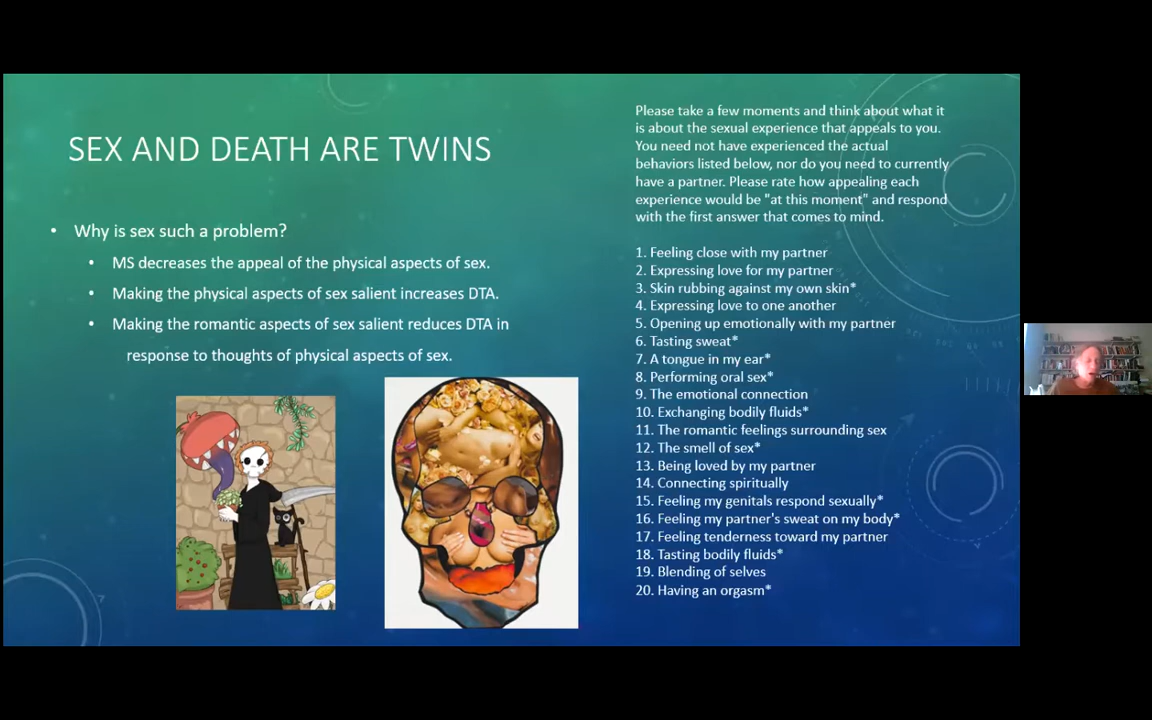 SEX AND DEATH ARE TWINS
• Why is sex such a problem?
• MS decreases the appeal of the physical aspects of sex.
• Making the physical aspects of sex salient increases DTA.
• Making the romantic aspects of sex salient reduces DTA in
response to thoughts of physical aspects of sex.
Please take a few moments and think about what it
is about the sexual experience that appeals to you.
You need not have experienced the actual
behaviors listed below, nor do you need to currently
have a partner. Please rate how appealing each
experience would be "at this moment" and respond
with the first answer that comes to mind.
1. Feeling close with my partner
2. Expressing love for my partner
3. Skin rubbing against my own skin*
4. Expressing love to one another
5. Opening up emotionally with my partner
6. Tasting sweat*
7. A tongue in my ear*
8. Performing oral sex*
9. The emotional connection
10. Exchanging bodily fluids*
11. The romantic feelings surrounding sex
12. The smell of sex*
13. Being loved by my partner
14. Connecting spiritually
15. Feeling my genitals respond sexually*
16. Feeling my partner's sweat on my body*
17. Feeling tenderness toward my partner
18. Tasting bodily fluids*
19. Blending of selves
20. Having an orgasm*